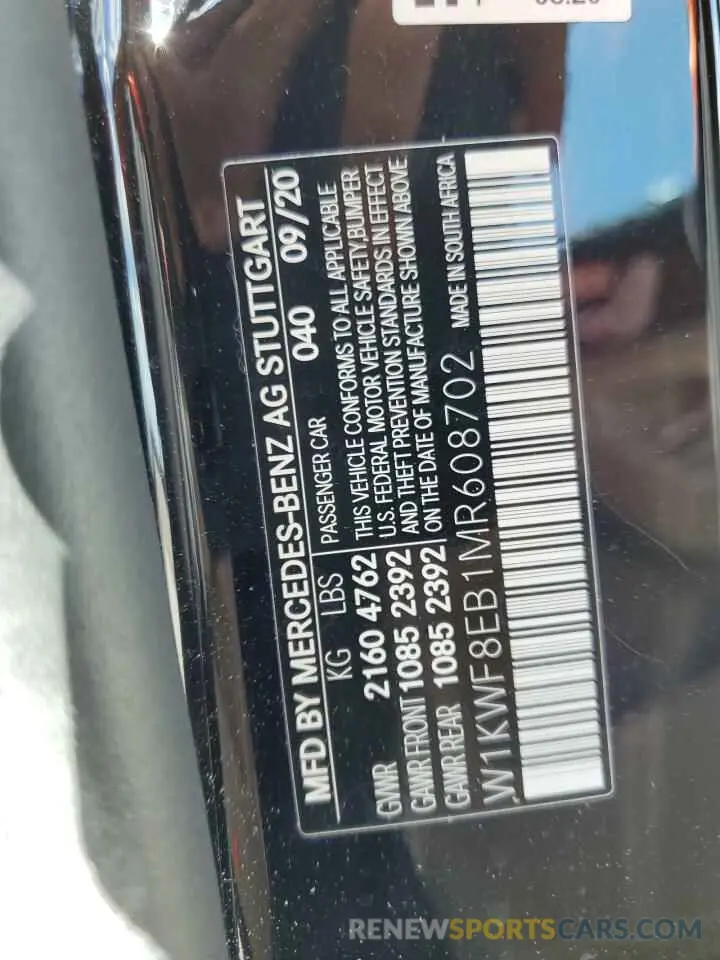 MFD BY MERCEDES-BENZ AG STUTTGART
KG LBS 040 09/20
GVWR 2160 4762
GAWR FRONT 1085 2392
GAWR REAR 1085 2392
PASSENGER CAR
THIS VEHICLE CONFORMS TO ALL APPLICABLE
U.S. FEDERAL MOTOR VEHICLE SAFETY, BUMPER
AND THEFT PREVENTION STANDARDS IN EFFECT
ON THE DATE OF MANUFACTURE SHOWN ABOVE
W1KWF8EB1MR608702 MADE IN SOUTH AFRICA
RENEWSPORTSCARS.COM